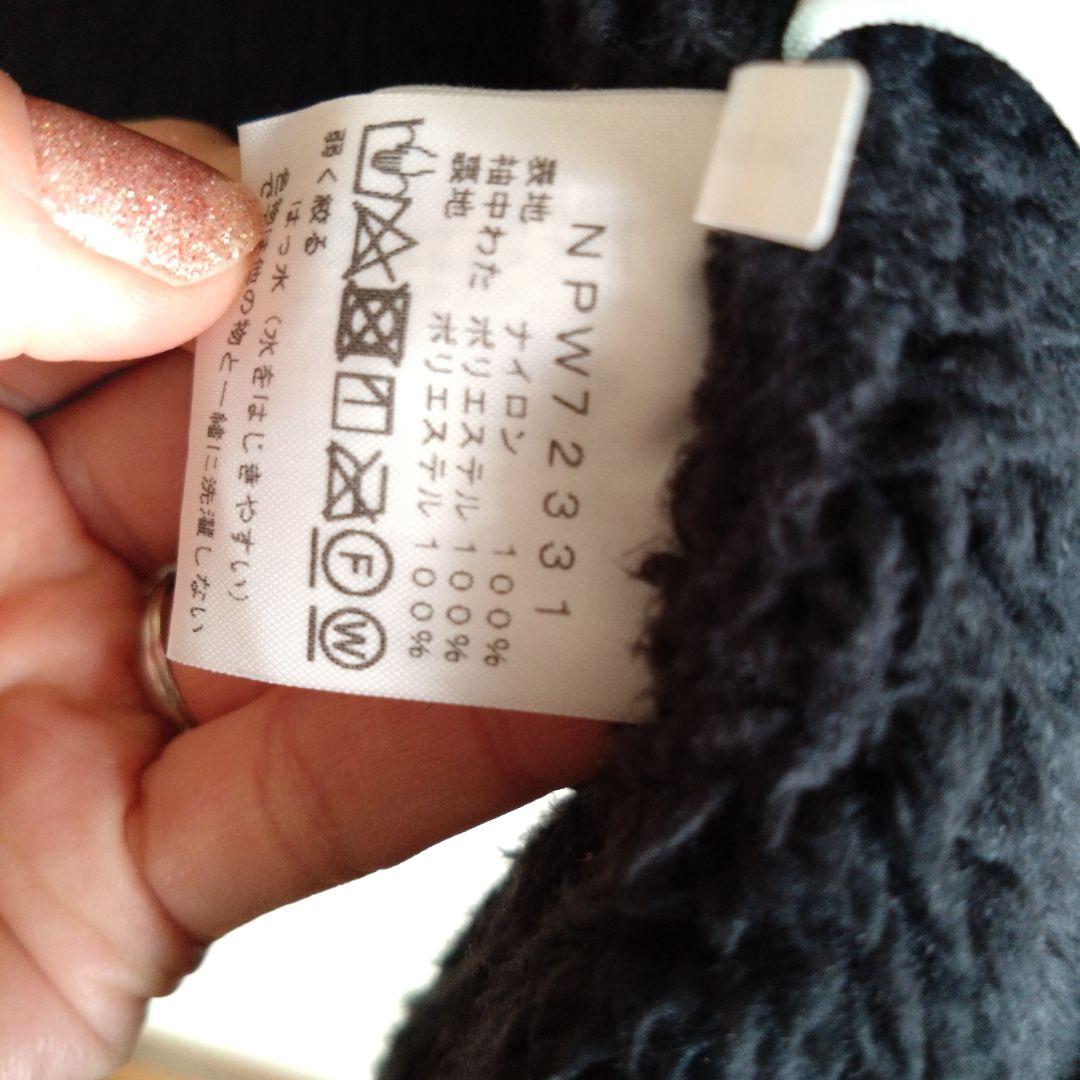 NPW72331
表地 ナイロン 100%
袖中わた ポリエステル 100%
裏地 ポリエステル 100%
F W
弱く絞る
はっ水 (水をはじきやすい)
は他の物と一緒に洗濯しない